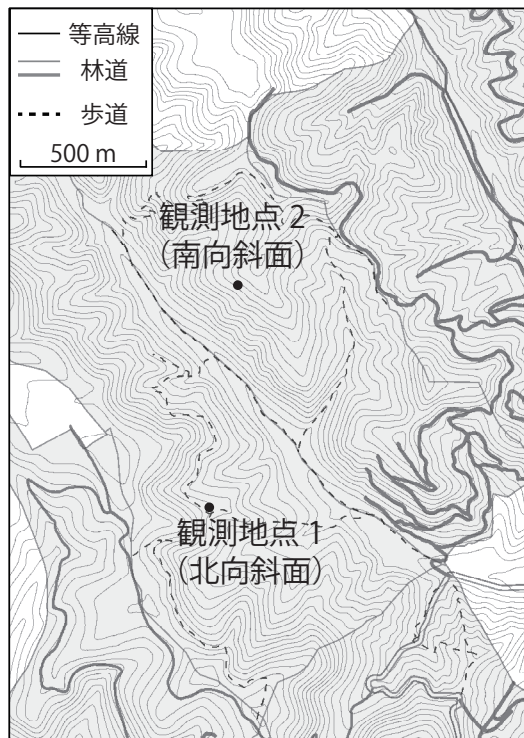 等高線
林道
歩道
500 m
観測地点 2
(南向斜面)
観測地点 1
(北向斜面)